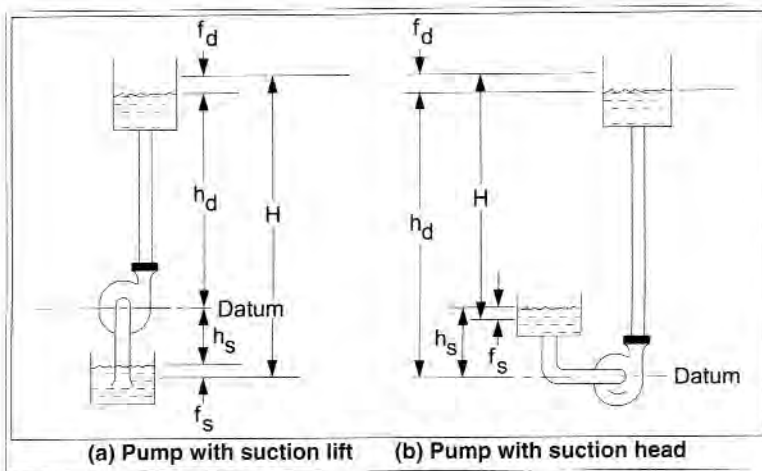 f_d
H
h_d
Datum
h_s
f_s
(a) Pump with suction lift
f_d
H
h_d
h_s
f_s
Datum
(b) Pump with suction head